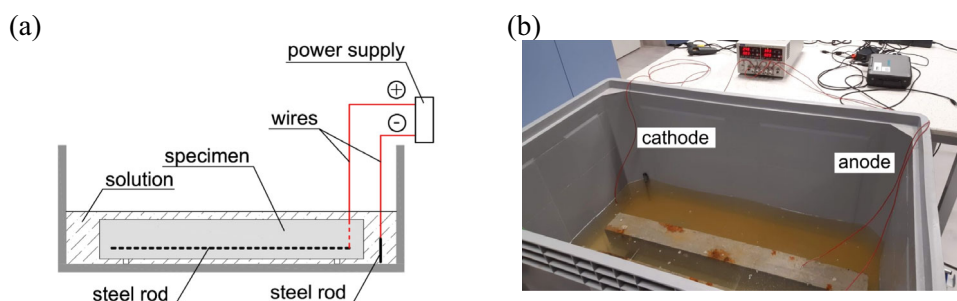 (a)
power supply
+
-
wires
specimen
solution
steel rod
steel rod
(b)
cathode
anode